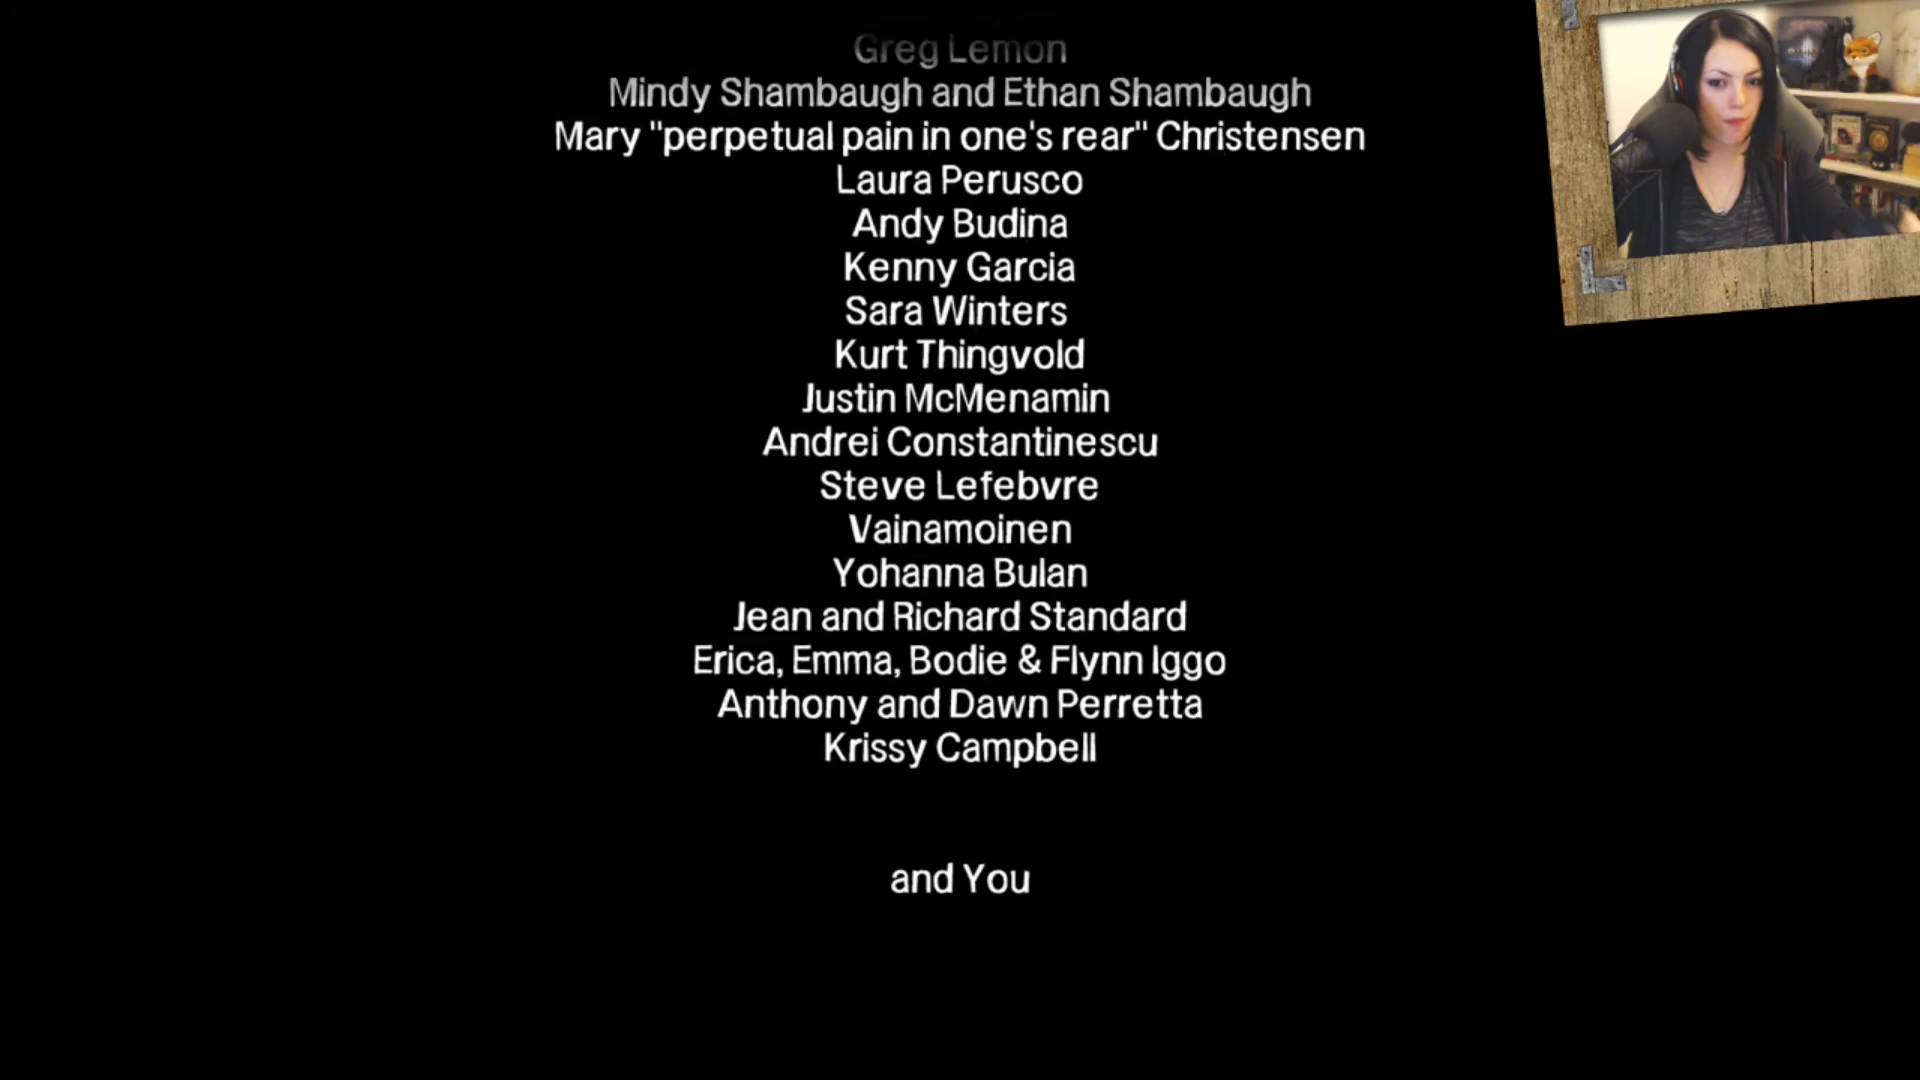 Greg Lemon
Mindy Shambaugh and Ethan Shambaugh
Mary "perpetual pain in one's rear" Christensen
Laura Perusco
Andy Budina
Kenny Garcia
Sara Winters
Kurt Thingvold
Justin McMenamin
Andrei Constantinescu
Steve Lefebvre
Vainamoinen
Yohanna Bulan
Jean and Richard Standard
Erica, Emma, Bodie & Flynn Iggo
Anthony and Dawn Perretta
Krissy Campbell
and You